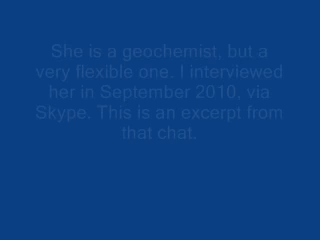 She is a geochemist, but a
very flexible one. I interviewed
her in September 2010, via
Skype. This is an excerpt from
that chat.